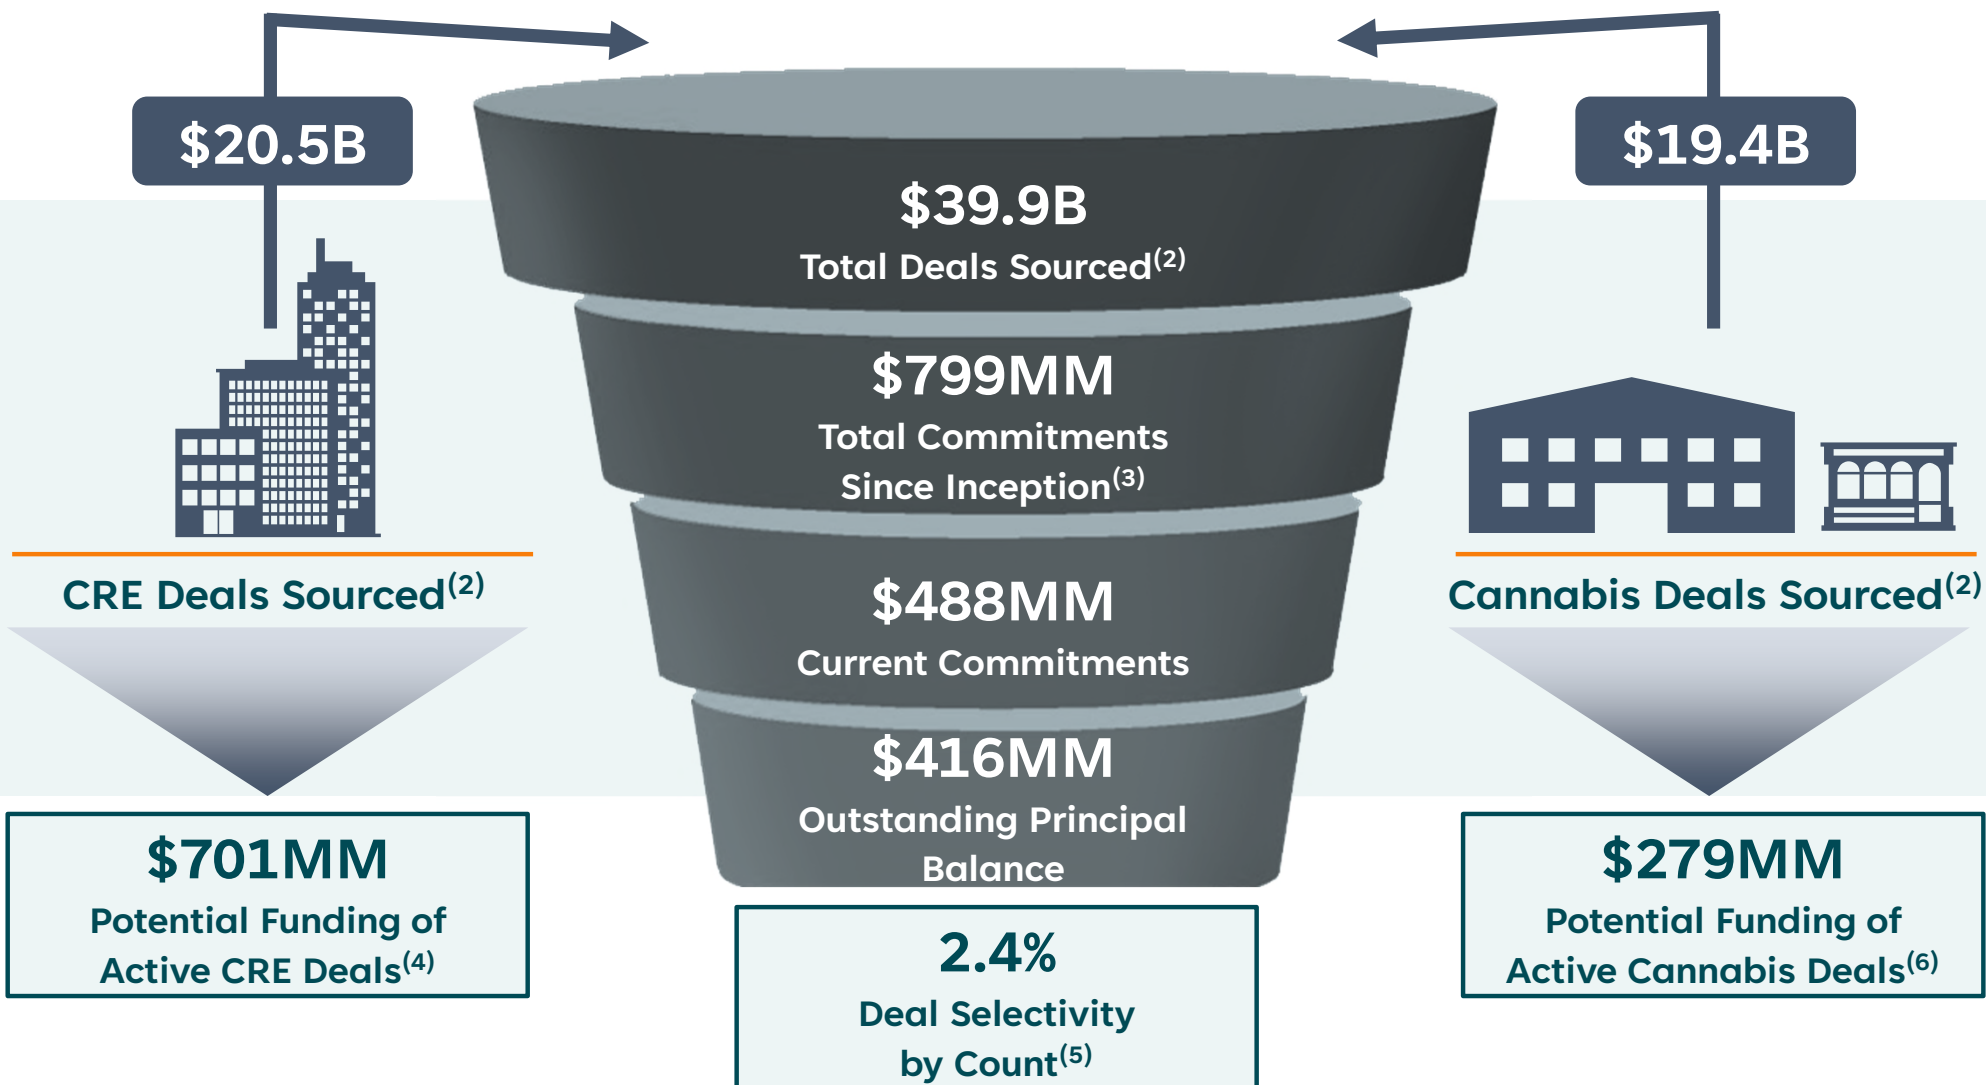 $20.5B
$19.4B
$39.9B
Total Deals Sourced(2)
$799MM
Total Commitments
Since Inception(3)
$488MM
Current Commitments
$416MM
Outstanding Principal
Balance
2.4%
Deal Selectivity
by Count(5)
CRE Deals Sourced(2)
$701MM
Potential Funding of
Active CRE Deals(4)
Cannabis Deals Sourced(2)
$279MM
Potential Funding of
Active Cannabis Deals(6)